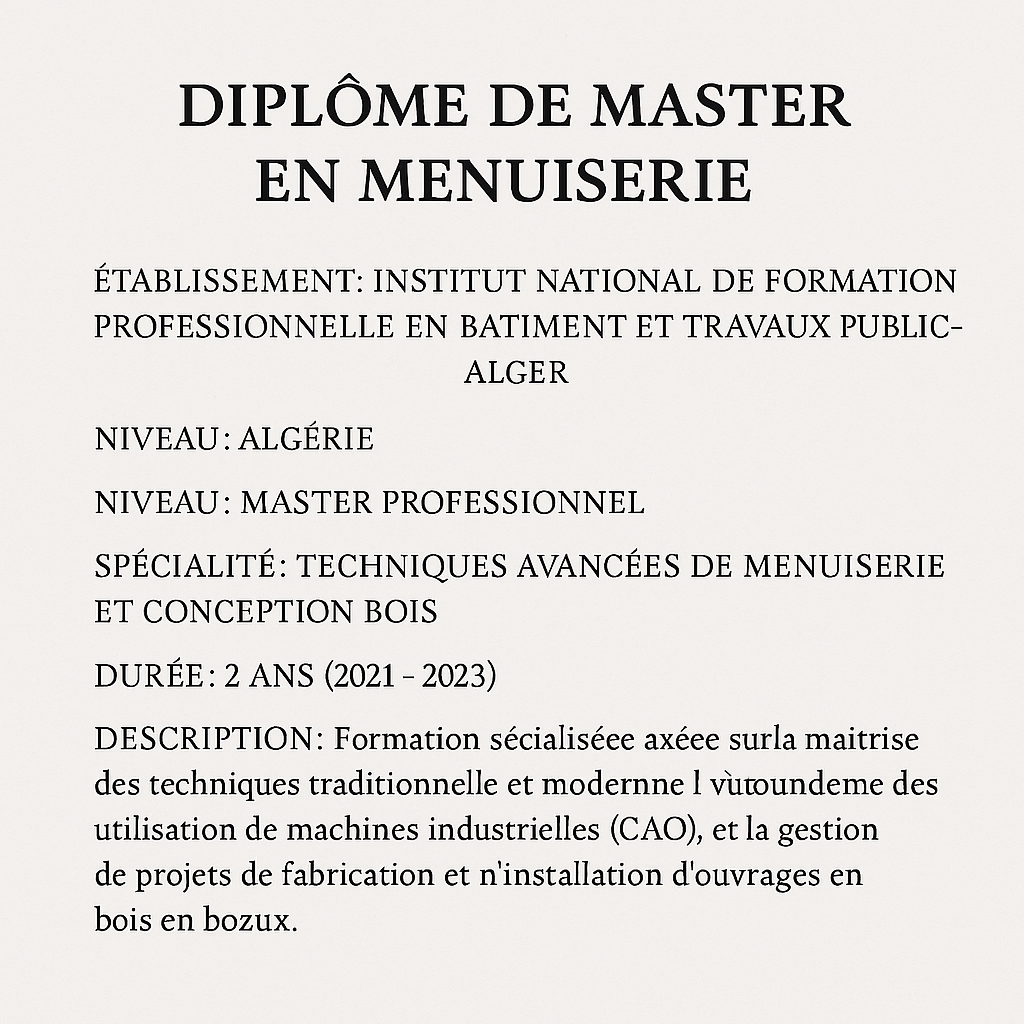 DIPLÔME DE MASTER
EN MENUISERIE
ÉTABLISSEMENT: INSTITUT NATIONAL DE FORMATION
PROFESSIONNELLE EN BATIMENT ET TRAVAUX PUBLIC-
ALGER
NIVEAU: ALGÉRIE
NIVEAU: MASTER PROFESSIONNEL
SPÉCIALITÉ: TECHNIQUES AVANCÉES DE MENUISERIE
ET CONCEPTION BOIS
DURÉE: 2 ANS (2021 - 2023)
DESCRIPTION: Formation sécialiséee axéee surla maitrise
des techniques traditionnelle et modernne l des
utilisation de machines industrielles (CAO), et la gestion
de projets de fabrication et n'installation d'ouvrages en
bois en bozux.